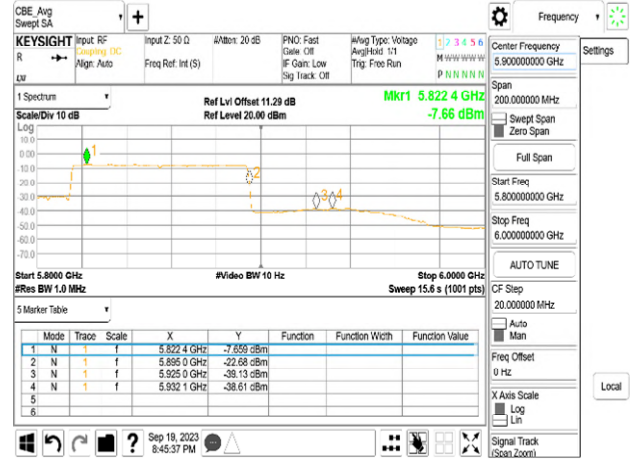 CBE_Avg
Swept SA
Frequency
KEYSIGHT
R
Input: RF
Coupling: DC
Align: Auto
Input Z: 50 Ω
Freq Ref: Int (S)
#Atten: 20 dB
PNO: Fast
Gate: Off
IF Gain: Low
Sig Track: Off
#Avg Type: Voltage
Avg|Hold: 1/1
Trig: Free Run
1 2 3 4 5 6
M W W W W W
P N N N N N
Center Frequency
5.900000000 GHz
Settings
Span
200.000000 MHz
Swept Span
Zero Span
Full Span
Start Freq
5.800000000 GHz
Stop Freq
6.000000000 GHz
AUTO TUNE
CF Step
20.000000 MHz
Auto
Man
Freq Offset
0 Hz
X Axis Scale
Log
Lin
Signal Track
(Span Zoom)
Local
1 Spectrum
Scale/Div 10 dB
Ref Lvl Offset 11.29 dB
Ref Level 20.00 dBm
Mkr1 5.822 4 GHz
-7.66 dBm
Log
10.0
0.00
-10.0
-20.0
-30.0
-40.0
-50.0
-60.0
-70.0
1
2
3 4
Start 5.8000 GHz
#Video BW 10 Hz
Stop 6.0000 GHz
#Res BW 1.0 MHz
Sweep 15.6 s (1001 pts)
5 Marker Table
Mode Trace Scale X Y Function Function Width Function Value
1 N 1 f 5.822 4 GHz -7.659 dBm
2 N 1 f 5.895 0 GHz -22.68 dBm
3 N 1 f 5.925 0 GHz -39.13 dBm
4 N 1 f 5.932 1 GHz -38.61 dBm
5
6
?
Sep 19, 2023
8:45:37 PM